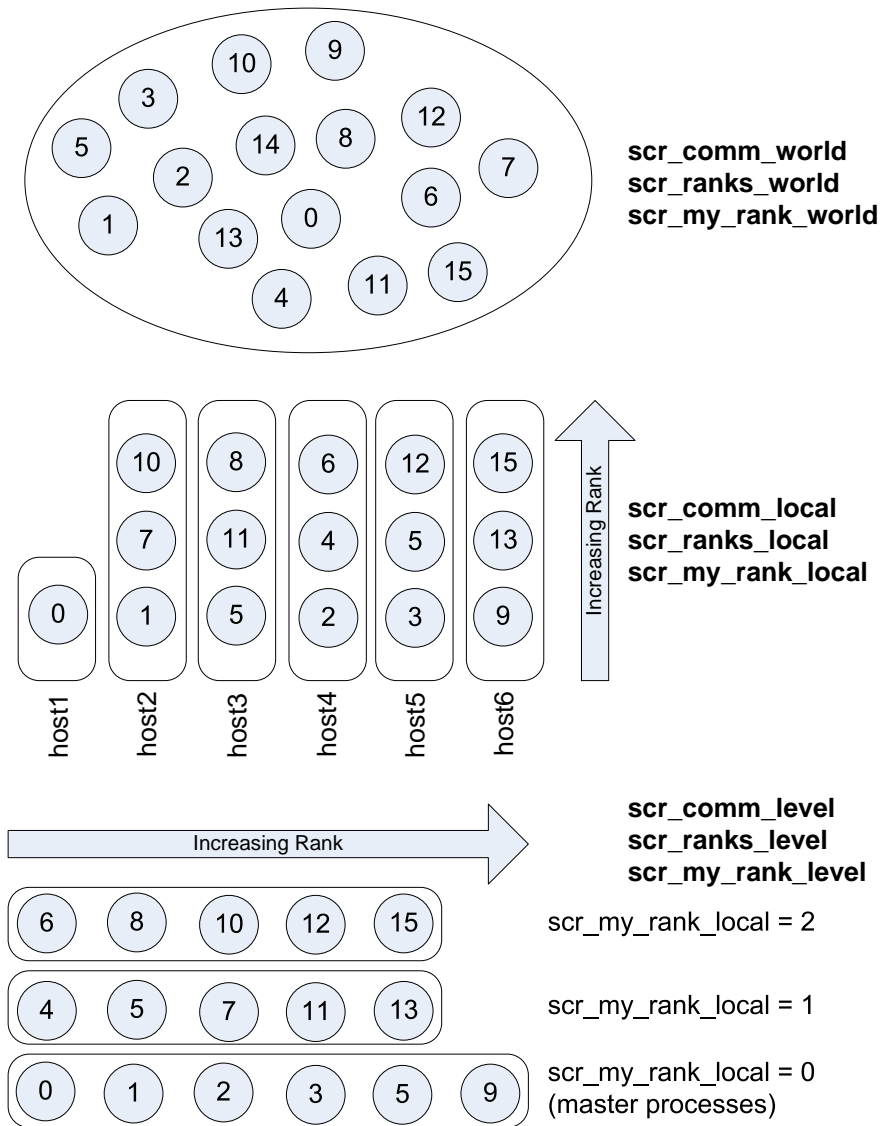 9
10
3
12
5
14
8
7
2
6
1
0
13
15
11
4
scr_comm_world
scr_ranks_world
scr_my_rank_world
10 8 6 12 15
7 11 4 5 13
0 1 5 2 3 9
host1 host2 host3 host4 host5 host6
Increasing Rank
scr_comm_local
scr_ranks_local
scr_my_rank_local
Increasing Rank
scr_comm_level
scr_ranks_level
scr_my_rank_level
6 8 10 12 15
scr_my_rank_local = 2
4 5 7 11 13
scr_my_rank_local = 1
0 1 2 3 5 9
scr_my_rank_local = 0
(master processes)